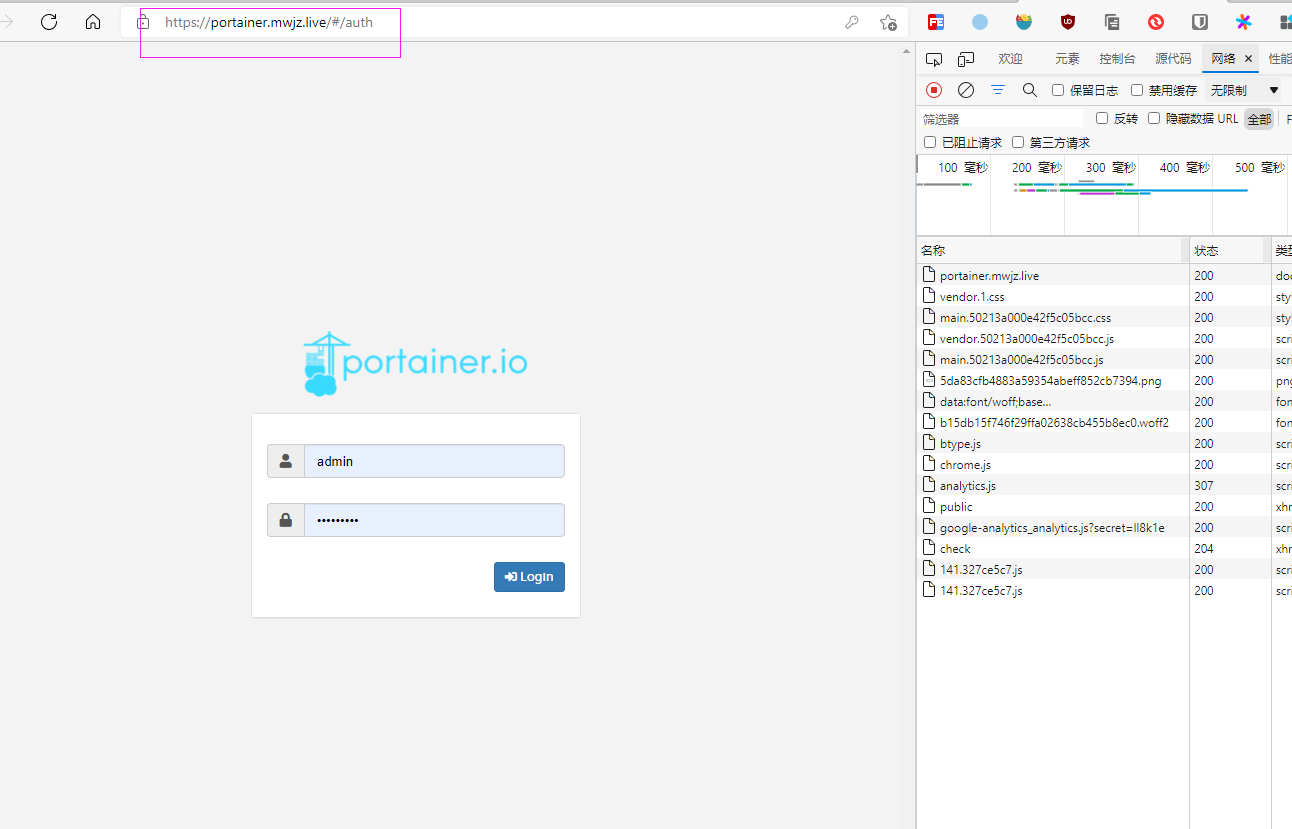 https://portainer.mwjz.live/#/auth
portainer.io
admin
•••••••••
Login
欢迎 元素 控制台 源代码 网络 × 性能
保留日志 禁用缓存 无限制 ▼
筛选器 反转 隐藏数据 URL 全部 F
已阻止请求 第三方请求
100 毫秒 200 毫秒 300 毫秒 400 毫秒 500 毫秒
名称 状态 类型
portainer.mwjz.live 200 doc
vendor.1.css 200 sty
main.50213a000e42f5c05bcc.css 200 sty
vendor.50213a000e42f5c05bcc.js 200 scri
main.50213a000e42f5c05bcc.js 200 scri
5da83cfb4883a59354abeff852cb7394.png 200 png
data:font/woff;base... 200 fon
b15db15f746f29ffa02638cb455b8ec0.woff2 200 fon
btype.js 200 scri
chrome.js 200 scri
analytics.js 307 scri
public 200 xhr
google-analytics_analytics.js?secret=ll8k1e 200 scri
check 204 xhr
141.327ce5c7.js 200 scri
141.327ce5c7.js 200 scri